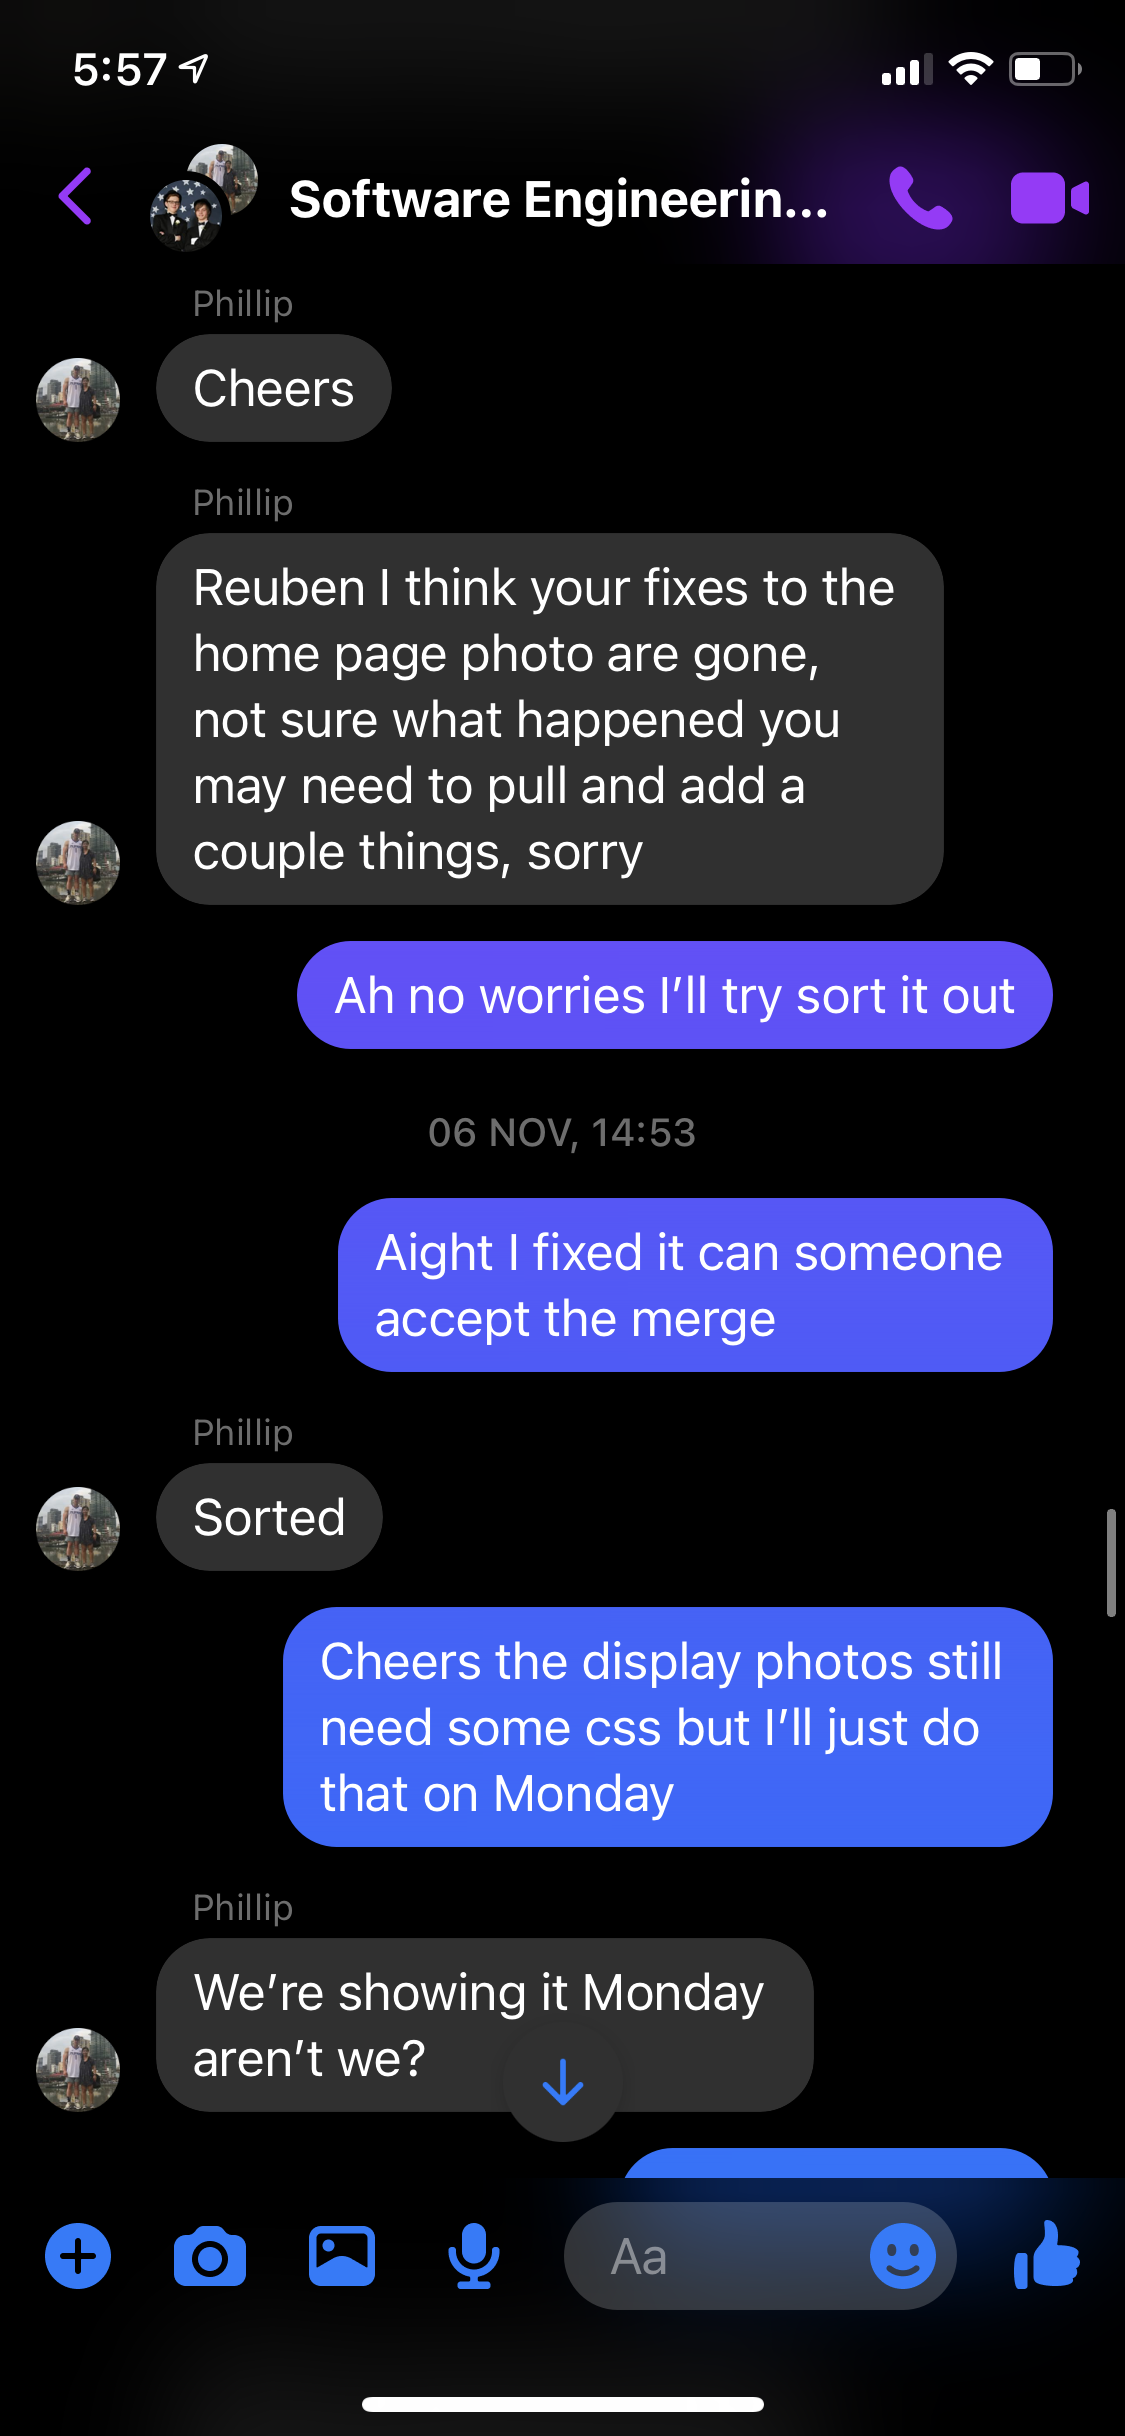 5:57
Software Engineerin...
Phillip
Cheers
Phillip
Reuben I think your fixes to the
home page photo are gone,
not sure what happened you
may need to pull and add a
couple things, sorry
Ah no worries I’ll try sort it out
06 NOV, 14:53
Aight I fixed it can someone
accept the merge
Phillip
Sorted
Cheers the display photos still
need some css but I’ll just do
that on Monday
Phillip
We’re showing it Monday
aren’t we?
Aa